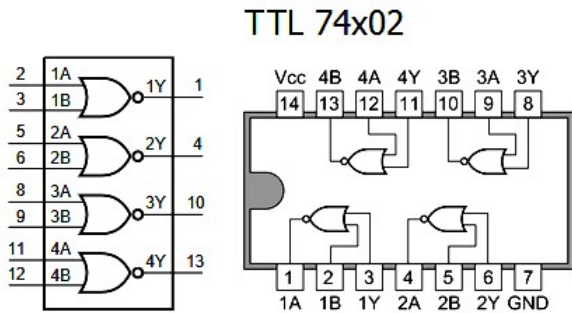 TTL 74x02
2 1A 1Y 1
3 1B
5 2A 2Y 4
6 2B
8 3A 3Y 10
9 3B
11 4A 4Y 13
12 4B
Vcc 4B 4A 4Y 3B 3A 3Y
14 13 12 11 10 9 8
1 2 3 4 5 6 7
1A 1B 1Y 2A 2B 2Y GND